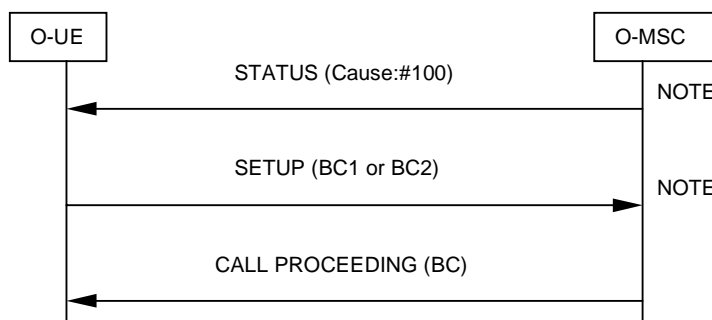 O-UE
O-MSC
STATUS (Cause:#100)
NOTE
SETUP (BC1 or BC2)
NOTE
CALL PROCEEDING (BC)